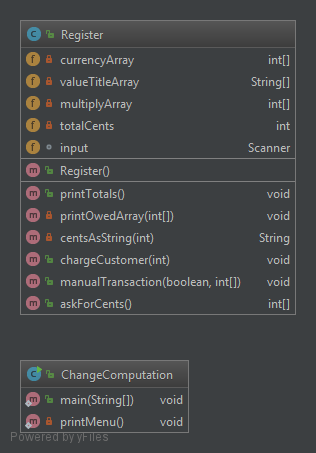 Register
currencyArray int[]
valueTitleArray String[]
multiplyArray int[]
totalCents int
input Scanner
Register()
printTotals() void
printOwedArray(int[]) void
centsAsString(int) String
chargeCustomer(int) void
manualTransaction(boolean, int[]) void
askForCents() int[]
ChangeComputation
main(String[]) void
printMenu() void
Powered by yFiles